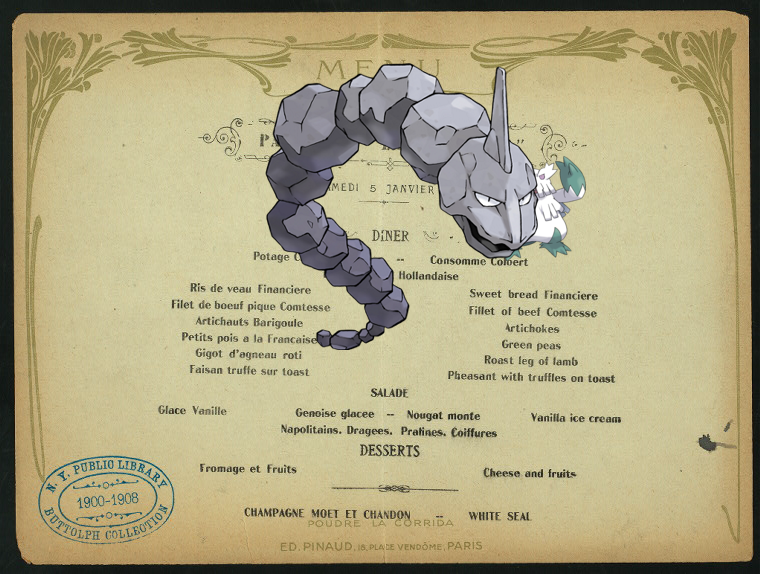 MENU
PA
"
MEDI 5 JANVIER
DINER
Potage -- Consomme Colbert
Hollandaise
Ris de veau Financiere
Filet de boeuf pique Comtesse
Artichauts Barigoule
Petits pois a la Francaise
Gigot d'agneau roti
Faisan truffe sur toast
Sweet bread Financiere
Fillet of beef Comtesse
Artichokes
Green peas
Roast leg of lamb
Pheasant with truffles on toast
SALADE
Glace Vanille Genoise glacee -- Nougat monte Vanilla ice cream
Napolitains. Dragees. Pralines. Coiffures
DESSERTS
Fromage et Fruits Cheese and fruits
CHAMPAGNE MOET ET CHANDON -- WHITE SEAL
POUDRE LA CORRIDA
ED. PINAUD, 18, PLACE VENDÔME, PARIS
N. Y. PUBLIC LIBRARY
1900-1908
BUTTOLPH COLLECTION